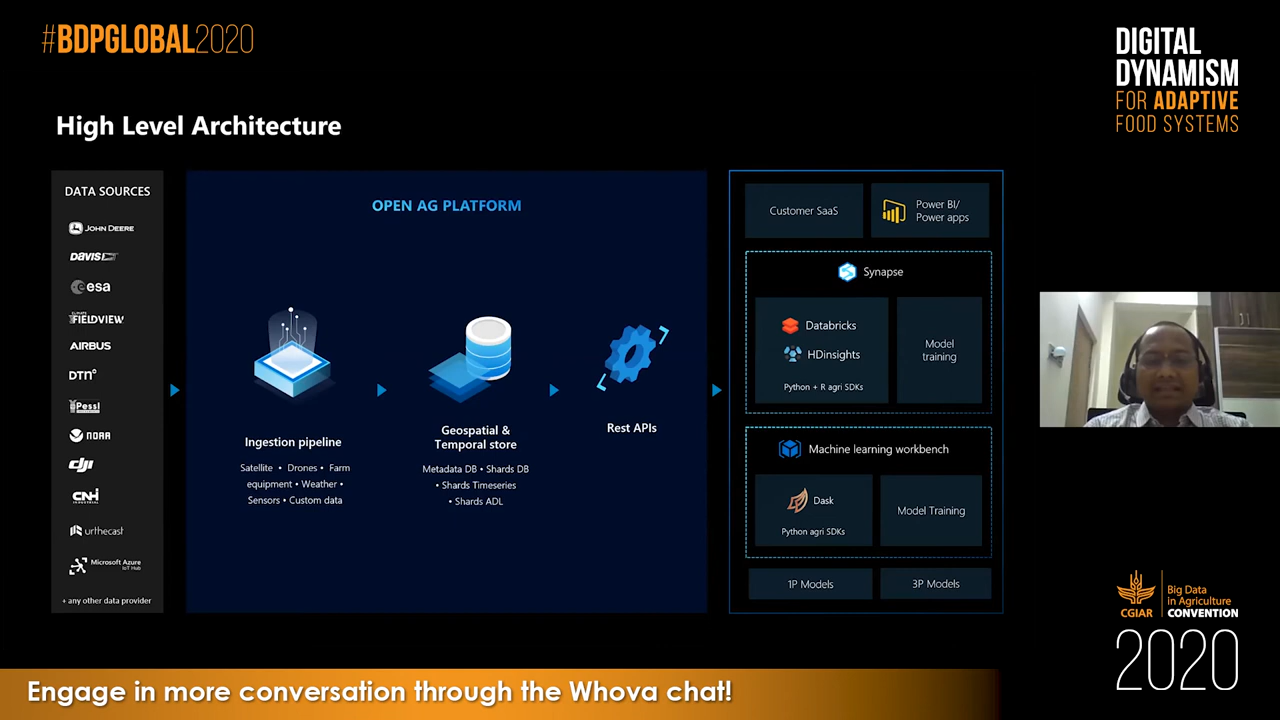 #BDPGLOBAL2020
DIGITAL
DYNAMISM
FOR ADAPTIVE
FOOD SYSTEMS
High Level Architecture
DATA SOURCES
JOHN DEERE
DAVIS
esa
FIELDVIEW
AIRBUS
DTN
Pessl
NOAA
DJI
CNH
INDUSTRIAL
urthecast
Microsoft Azure
IoT Hub
+ any other data provider
OPEN AG PLATFORM
Ingestion pipeline
Satellite • Drones • Farm
equipment • Weather •
Sensors • Custom data
Geospatial &
Temporal store
Metadata DB • Shards DB
• Shards Timeseries
• Shards ADL
Rest APIs
Customer SaaS
Power BI/
Power apps
Synapse
Databricks
HDinsights
Python + R agri SDKs
Model
training
Machine learning workbench
Dask
Python agri SDKs
Model Training
1P Models
3P Models
CGIAR
Big Data
in Agriculture
CONVENTION
2020
Engage in more conversation through the Whova chat!